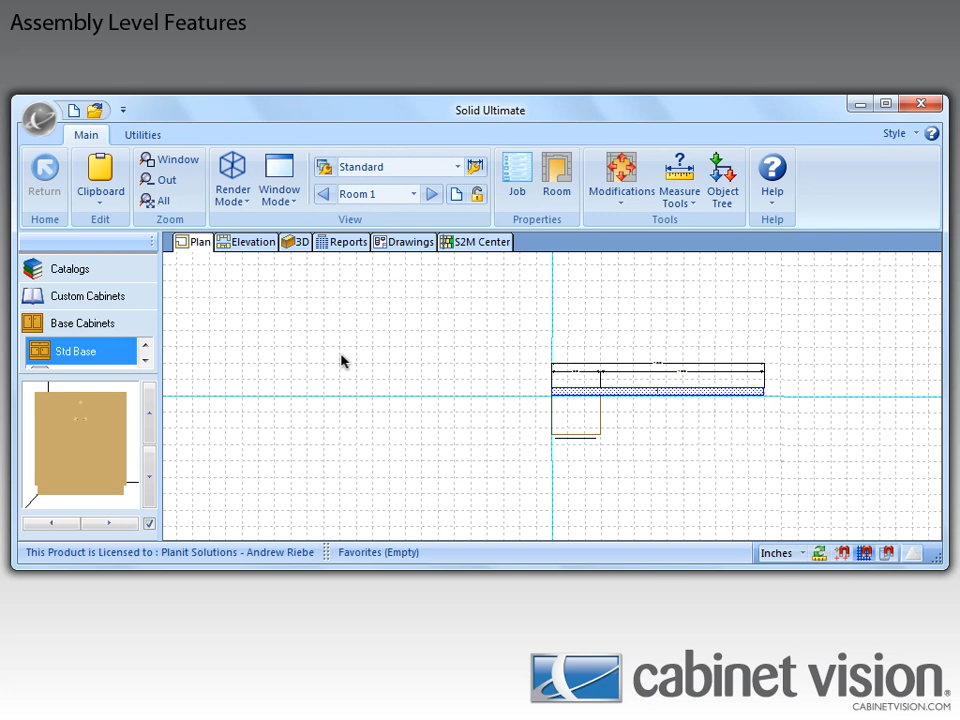 Assembly Level Features
Solid Ultimate
Main Utilities Style
Return
Home
Clipboard
Edit
Window
Out
All
Zoom
Render Mode
Window Mode
Standard
Room 1
View
Job Room
Properties
Modifications Measure Tools Object Tree
Tools
Help
Help
Plan Elevation 3D Reports Drawings S2M Center
Catalogs
Custom Cabinets
Base Cabinets
Std Base
This Product is Licensed to : Planit Solutions - Andrew Riebe Favorites (Empty) Inches
cabinet vision®
CABINETVISION.COM